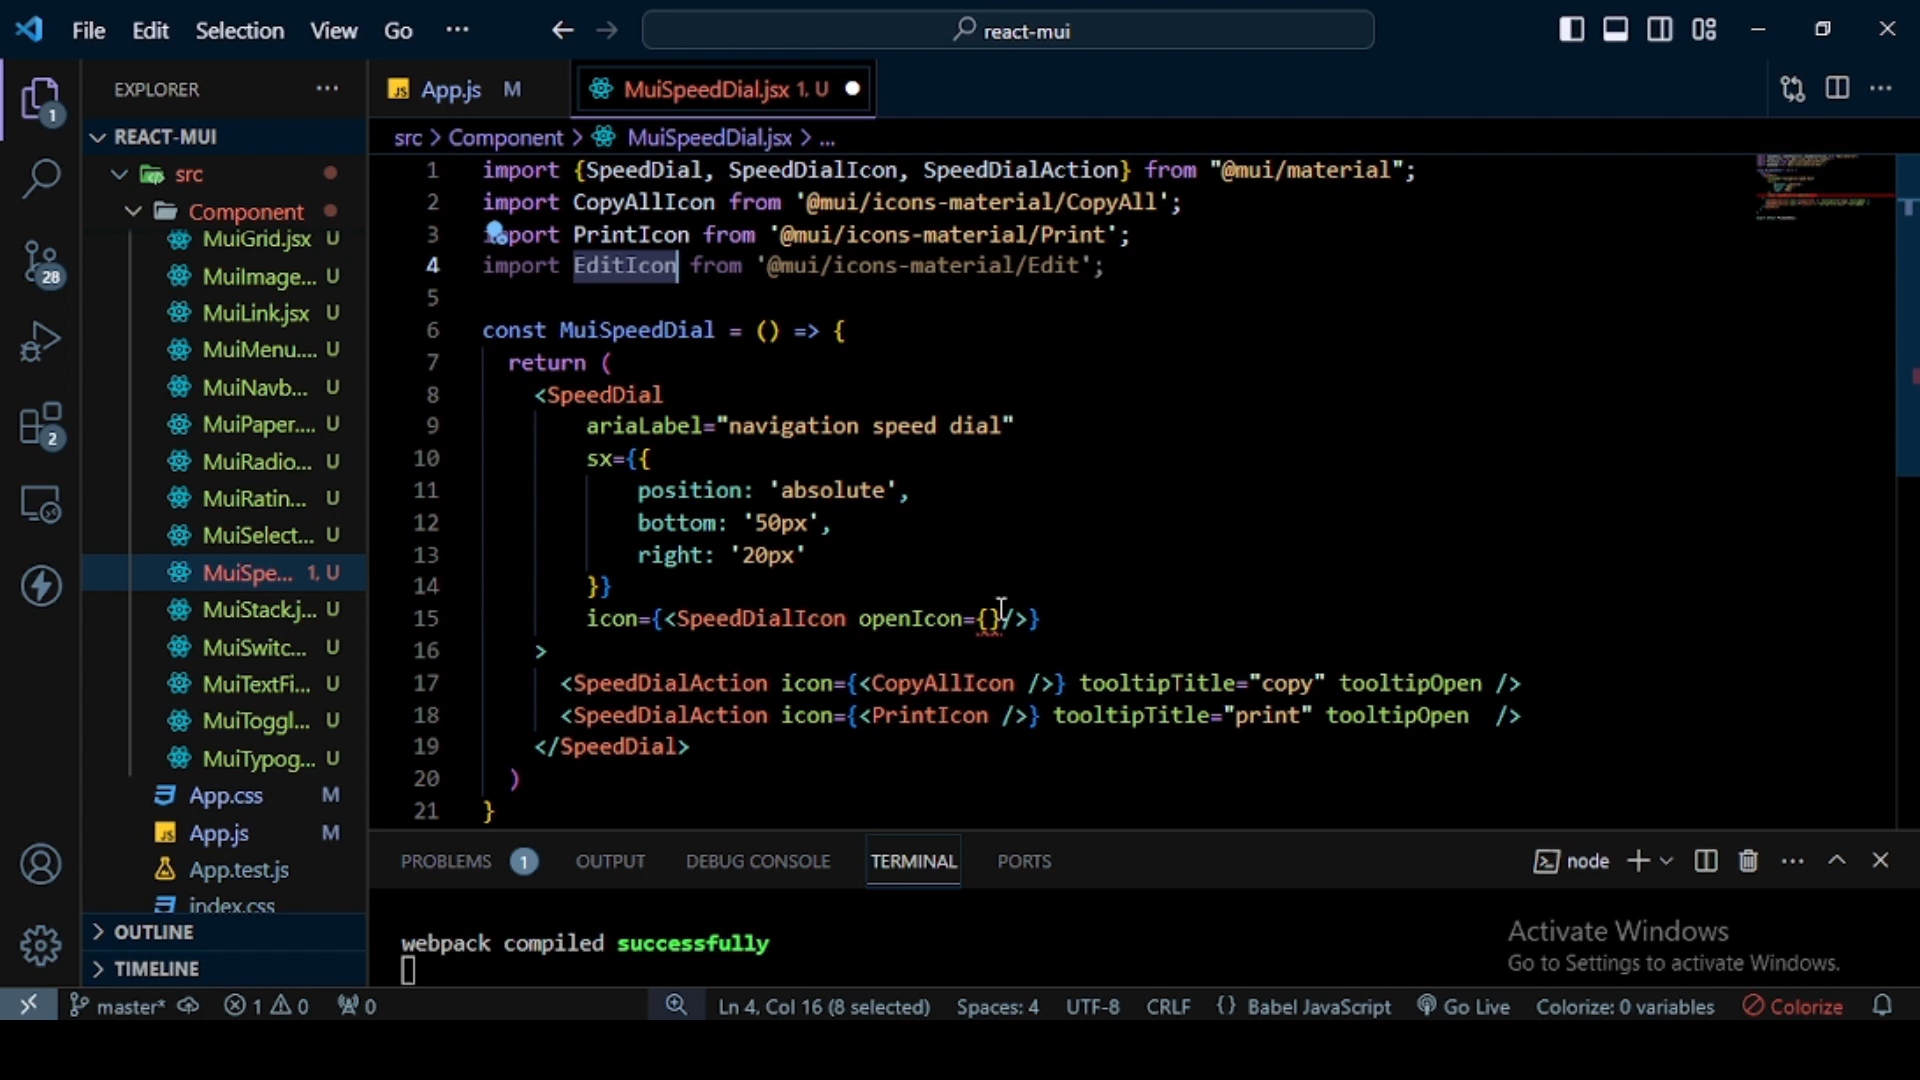 File Edit Selection View Go ··· react-mui
EXPLORER ···
App.js M
MuiSpeedDial.jsx 1, U
REACT-MUI
src > Component > MuiSpeedDial.jsx > ...
src
Component
MuiGrid.jsx U
MuiImage... U
MuiLink.jsx U
MuiMenu.... U
MuiNavb... U
MuiPaper.... U
MuiRadio... U
MuiRatin... U
MuiSelect... U
MuiSpe... 1, U
MuiStack.j... U
MuiSwitc... U
MuiTextFi... U
MuiToggl... U
MuiTypog... U
App.css M
App.js M
App.test.js
index.css
OUTLINE
TIMELINE
1
28
2
1 import {SpeedDial, SpeedDialIcon, SpeedDialAction} from "@mui/material";
2 import CopyAllIcon from '@mui/icons-material/CopyAll';
3 import PrintIcon from '@mui/icons-material/Print';
4 import EditIcon from '@mui/icons-material/Edit';
5
6 const MuiSpeedDial = () => {
7 return (
8 <SpeedDial
9 ariaLabel="navigation speed dial"
10 sx={{
11 position: 'absolute',
12 bottom: '50px',
13 right: '20px'
14 }}
15 icon={<SpeedDialIcon openIcon={}/>}
16 >
17 <SpeedDialAction icon={<CopyAllIcon />} tooltipTitle="copy" tooltipOpen />
18 <SpeedDialAction icon={<PrintIcon />} tooltipTitle="print" tooltipOpen />
19 </SpeedDial>
20 )
21 }
PROBLEMS 1 OUTPUT DEBUG CONSOLE TERMINAL PORTS
node
webpack compiled successfully
Activate Windows
Go to Settings to activate Windows.
master* 1 0 0 Ln 4, Col 16 (8 selected) Spaces: 4 UTF-8 CRLF {} Babel JavaScript Go Live Colorize: 0 variables Colorize